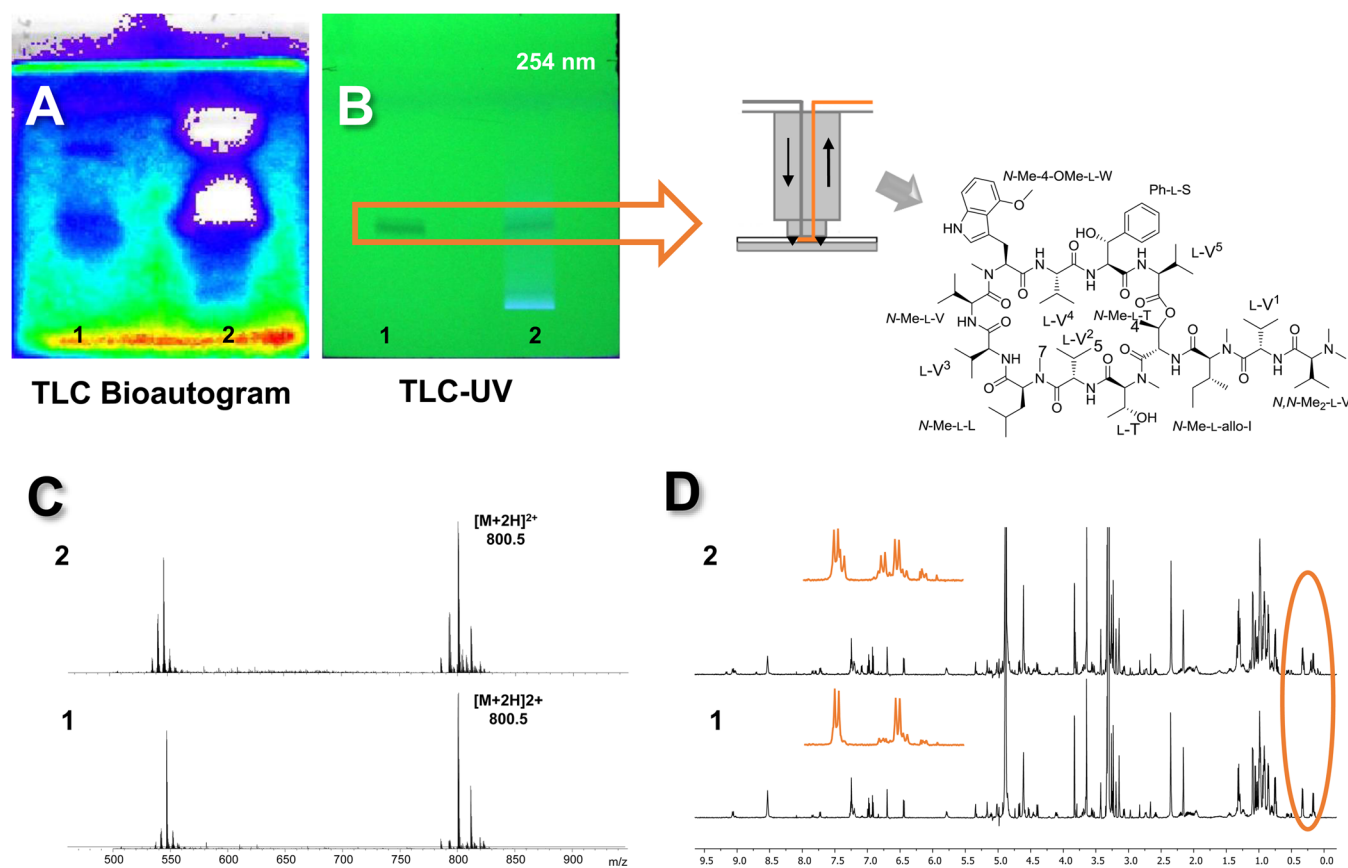 A
B
254 nm
1
2
1
2
TLC Bioautogram
TLC-UV
N-Me-4-OMe-L-W
Ph-L-S
O
HN
HO
L-V⁵
N
O
H
N
O
N
H
O
H
N
O
O
N-Me-L-V
HN
O
L-V⁴
N-Me-L-T
4
O
L-V¹
L-V³
O
NH
O
7
N
L-V²
5
O
H
N
O
N
O
N
H
O
N
O
N
H
O
N
OH
N-Me-L-L
L-T
N-Me-L-allo-I
N,N-Me₂-L-V
C
2
[M+2H]²⁺
800.5
1
[M+2H]2+
800.5
500 550 600 650 700 750 800 850 900 m/z
D
2
1
9.5 9.0 8.5 8.0 7.5 7.0 6.5 6.0 5.5 5.0 4.5 4.0 3.5 3.0 2.5 2.0 1.5 1.0 0.5 0.0